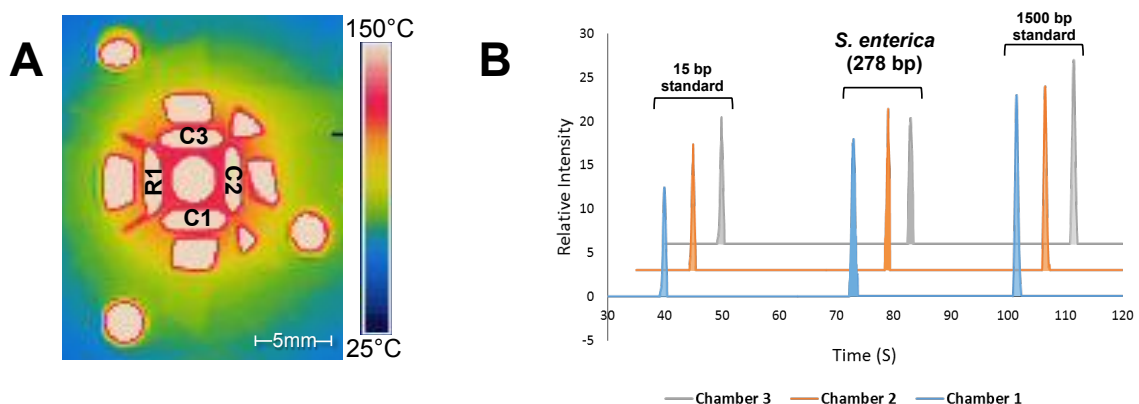 A
150°C
C3
R1
C2
C1
5mm
25°C
B
30
25
20
15
10
5
0
-5
Relative Intensity
15 bp
standard
S. enterica
(278 bp)
1500 bp
standard
30 40 50 60 70 80 90 100 110 120
Time (S)
Chamber 3 Chamber 2 Chamber 1